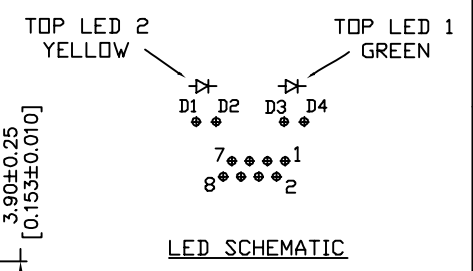 TOP LED 2
YELLOW
TOP LED 1
GREEN
D1 D2 D3 D4
7 1
8 2
3.90±0.25
[0.153±0.010]
LED SCHEMATIC